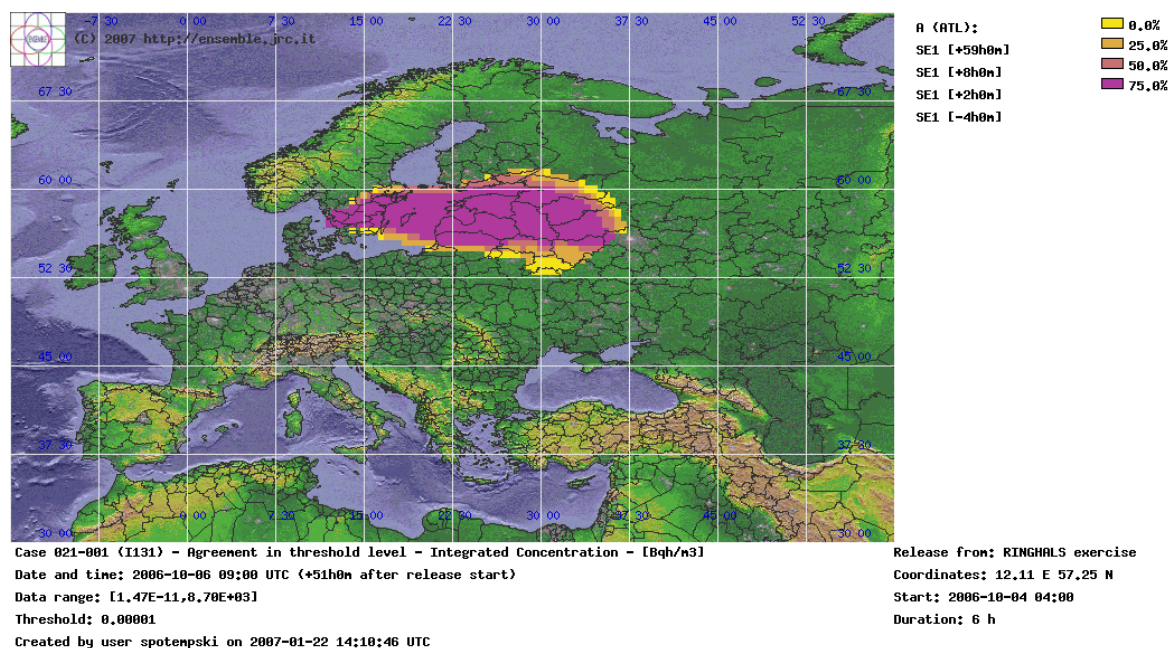 -7 30 0 00 7 30 15 00 22 30 30 00 37 30 45 00 52 30
(C) 2007 http://ensemble.jrc.it
67 30 67 30
60 00 60 00
52 30 52 30
45 00 45 00
37 30 37 30
0 00 7 30 15 00 22 30 30 00 37 30 45 00
30 00 30 00
A (ATL):
SE1 [+59h0m]
SE1 [+8h0m]
SE1 [+2h0m]
SE1 [-4h0m]
0.0%
25.0%
50.0%
75.0%
Case 021-001 (I131) - Agreement in threshold level - Integrated Concentration - [Bqh/m3]
Date and time: 2006-10-06 09:00 UTC (+51h0m after release start)
Data range: [1.47E-11,8.70E+03]
Threshold: 0.00001
Created by user spotempski on 2007-01-22 14:10:46 UTC
Release from: RINGHALS exercise
Coordinates: 12.11 E 57.25 N
Start: 2006-10-04 04:00
Duration: 6 h